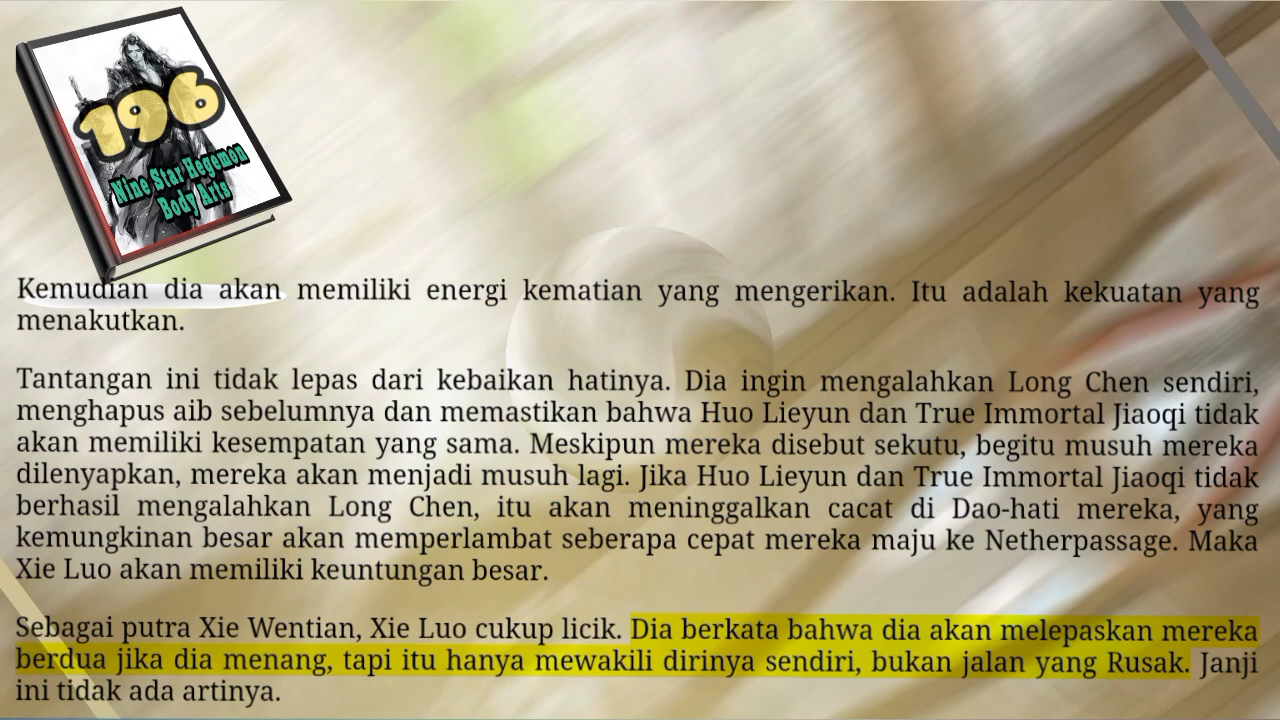 196
Nine Star Hegemon
Body Arts
Kemudian dia akan memiliki energi kematian yang mengerikan. Itu adalah kekuatan yang
menakutkan.
Tantangan ini tidak lepas dari kebaikan hatinya. Dia ingin mengalahkan Long Chen sendiri,
menghapus aib sebelumnya dan memastikan bahwa Huo Lieyun dan True Immortal Jiaoqi tidak
akan memiliki kesempatan yang sama. Meskipun mereka disebut sekutu, begitu musuh mereka
dilenyapkan, mereka akan menjadi musuh lagi. Jika Huo Lieyun dan True Immortal Jiaoqi tidak
berhasil mengalahkan Long Chen, itu akan meninggalkan cacat di Dao-hati mereka, yang
kemungkinan besar akan memperlambat seberapa cepat mereka maju ke Netherpassage. Maka
Xie Luo akan memiliki keuntungan besar.
Sebagai putra Xie Wentian, Xie Luo cukup licik. Dia berkata bahwa dia akan melepaskan mereka
berdua jika dia menang, tapi itu hanya mewakili dirinya sendiri, bukan jalan yang Rusak. Janji
ini tidak ada artinya.